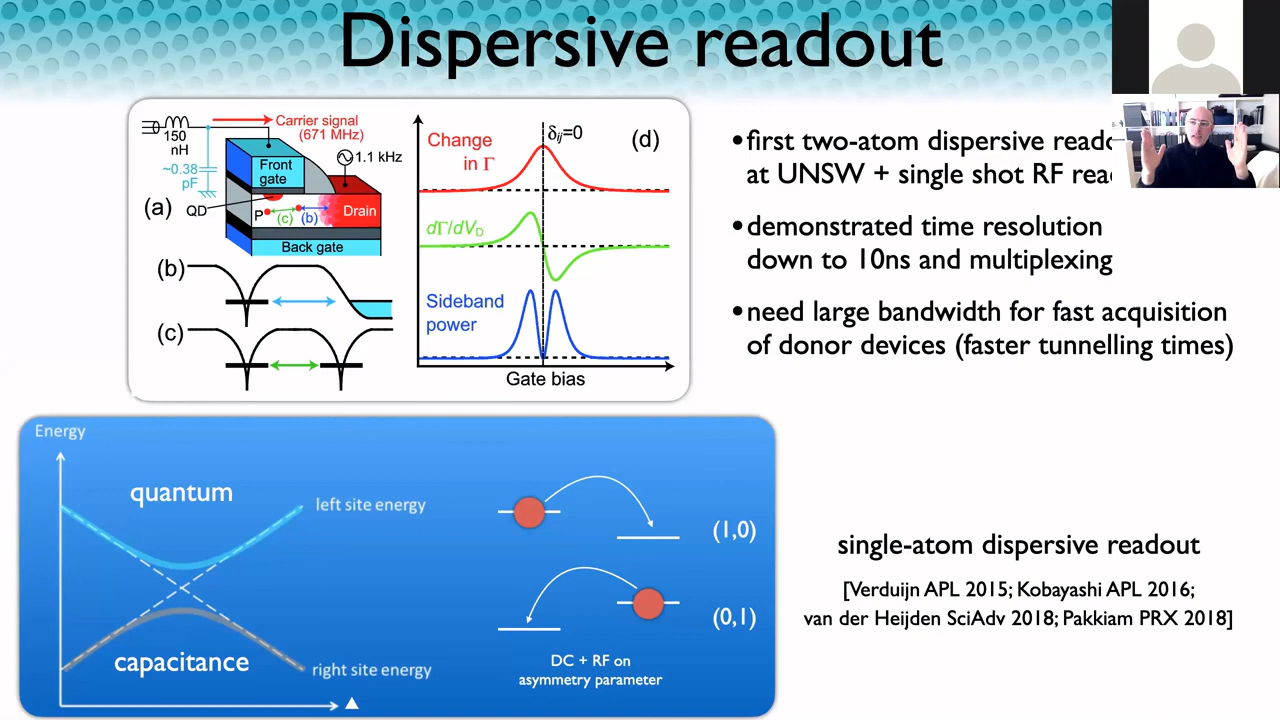 Dispersive readout
Carrier signal
(671 MHz)
150
nH
~0.38
pF
1.1 kHz
Front
gate
(a)
QD
P
(c)
(b)
Drain
Back gate
(b)
(c)
(d)
δij=0
Change
in Γ
dΓ/dVD
Sideband
power
Gate bias
•first two-atom dispersive
at UNSW + single shot RF
•demonstrated time resolution
down to 10ns and multiplexing
•need large bandwidth for fast acquisition
of donor devices (faster tunnelling times)
Energy
quantum
left site energy
capacitance
right site energy
(1,0)
(0,1)
DC + RF on
asymmetry parameter
single-atom dispersive readout
[Verduijn APL 2015; Kobayashi APL 2016;
van der Heijden SciAdv 2018; Pakkiam PRX 2018]